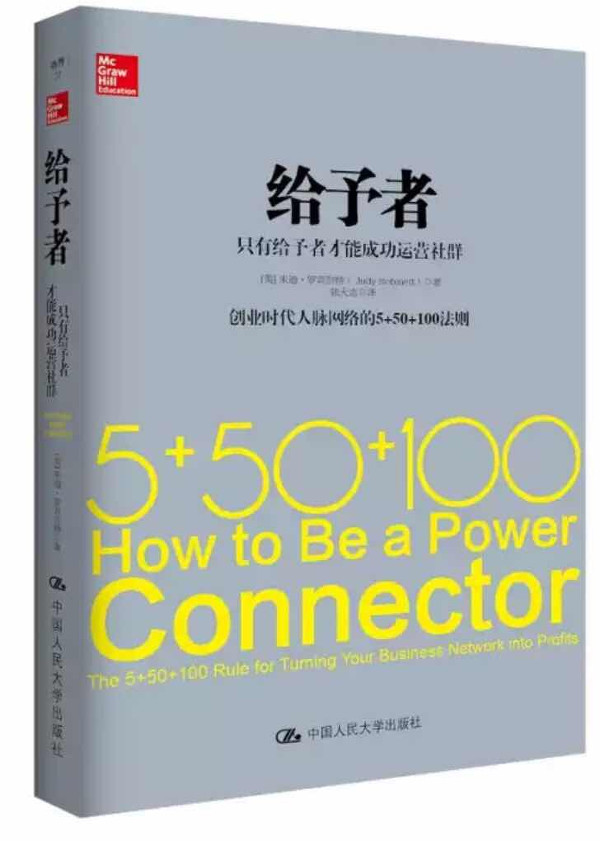 Mc
Graw
Hill
Education
给予者
只有给予者才能成功运营社群
创业时代人脉网络的5+50+100法则
5+50+100
How to Be a Power
Connector
The 5+50+100 Rule for Turning Your Business Network into Profits
中国人民大学出版社
Mc
Graw
Hill
Education
给予者
只有给予者
才能成功运营社群
中国人民大学出版社